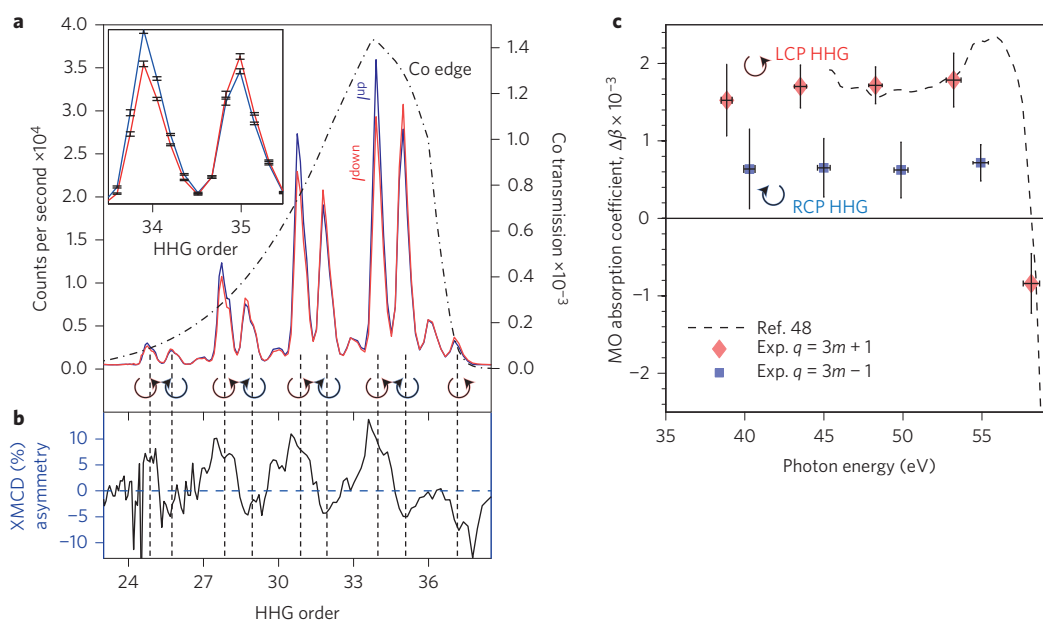 a
4.0
3.5
3.0
2.5
2.0
1.5
1.0
0.5
0.0
Counts per second ×10⁴
34
35
HHG order
Co edge
I^up
I^down
1.4
1.2
1.0
0.8
0.6
0.4
0.2
0.0
Co transmission ×10⁻³
b
10
5
0
−5
−10
XMCD (%)
asymmetry
24
27
30
33
36
HHG order
c
2
1
0
−1
−2
MO absorption coefficient, Δβ × 10⁻³
LCP HHG
RCP HHG
Ref. 48
Exp. q = 3m + 1
Exp. q = 3m − 1
35
40
45
50
55
Photon energy (eV)